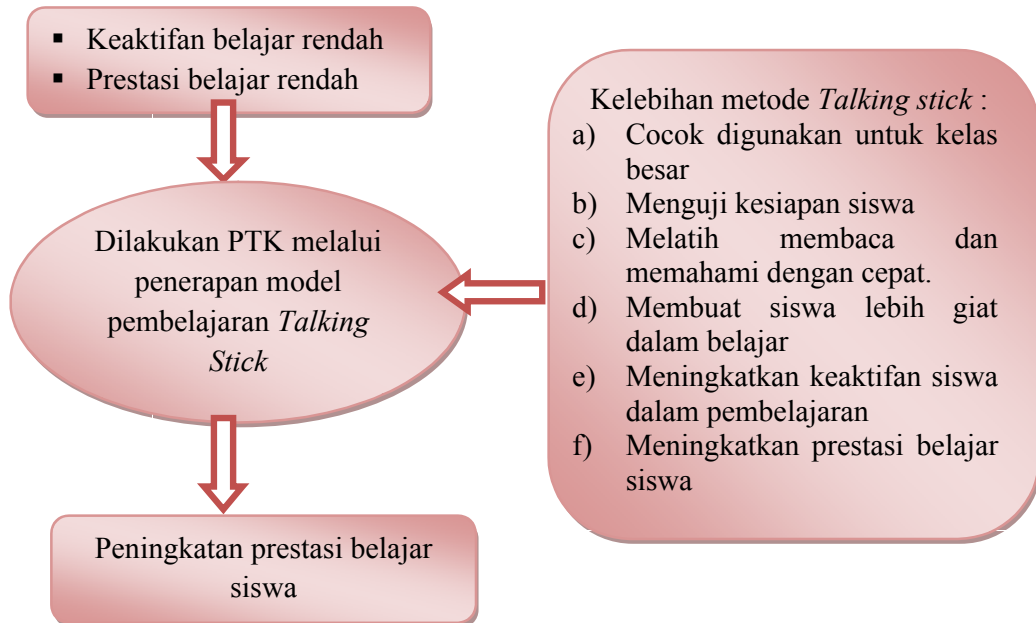 ▪ Keaktifan belajar rendah
▪ Prestasi belajar rendah
Dilakukan PTK melalui
penerapan model
pembelajaran Talking
Stick
Peningkatan prestasi belajar
siswa
Kelebihan metode Talking stick :
a) Cocok digunakan untuk kelas
besar
b) Menguji kesiapan siswa
c) Melatih membaca dan
memahami dengan cepat.
d) Membuat siswa lebih giat
dalam belajar
e) Meningkatkan keaktifan siswa
dalam pembelajaran
f) Meningkatkan prestasi belajar
siswa